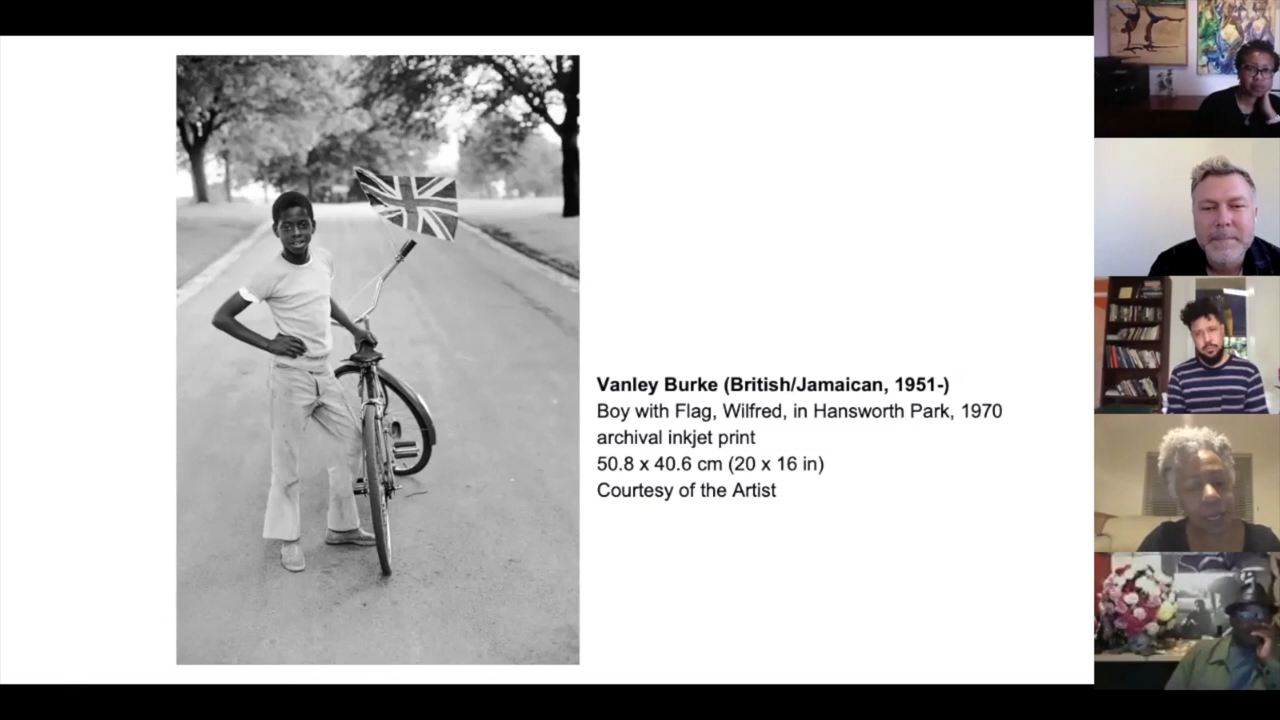 Vanley Burke (British/Jamaican, 1951-)
Boy with Flag, Wilfred, in Hansworth Park, 1970
archival inkjet print
50.8 x 40.6 cm (20 x 16 in)
Courtesy of the Artist